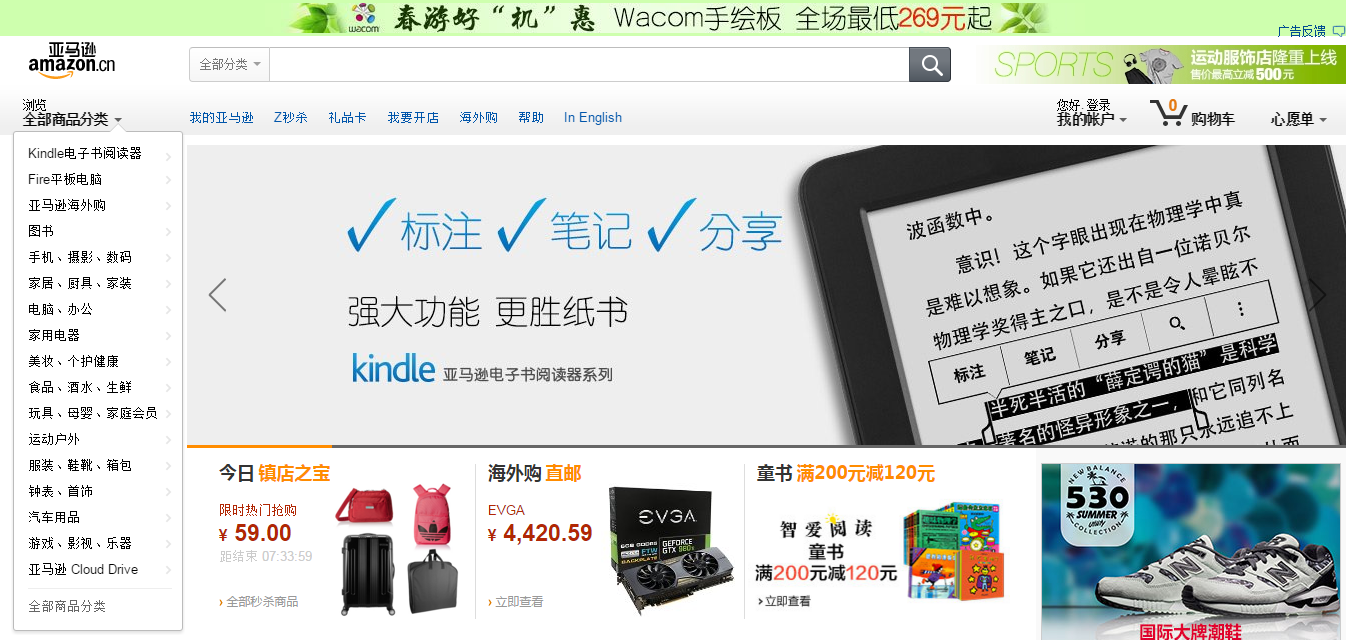 wacom 春游好“机”惠 Wacom手绘板 全场最低269元起
广告反馈
亚马逊
amazon.cn
全部分类
SPORTS
运动服饰店隆重上线
售价最高立减500元
浏览
全部商品分类
我的亚马逊 Z秒杀 礼品卡 我要开店 海外购 帮助 In English
您好. 登录
我的帐户
0
购物车
心愿单
Kindle电子书阅读器
Fire平板电脑
亚马逊海外购
图书
手机、摄影、数码
家居、厨具、家装
电脑、办公
家用电器
美妆、个护健康
食品、酒水、生鲜
玩具、母婴、家庭会员
运动户外
服装、鞋靴、箱包
钟表、首饰
汽车用品
游戏、影视、乐器
亚马逊 Cloud Drive
全部商品分类
标注 笔记 分享
强大功能 更胜纸书
kindle 亚马逊电子书阅读器系列
波函数中。
意识！这个字眼出现在物理学中真
是难以想象。如果它还出自一位诺贝尔
物理学奖得主之口，是不是令人晕眩不
标注 笔记 分享
半死半活的“薛定谔的猫”是科学
著名的怪异形象之一，和它同列名
的那只永远追不上
今日 镇店之宝
限时热门抢购
¥ 59.00
距结束 07:33:59
› 全部秒杀商品
海外购 直邮
EVGA
¥ 4,420.59
› 立即查看
EVGA
GEFORCE
童书 满200元减120元
智爱阅读
童书
满200元减120元
›立即查看
NEW BALANCE
530
SUMMER
Utility
COLLECTION
国际大牌潮鞋